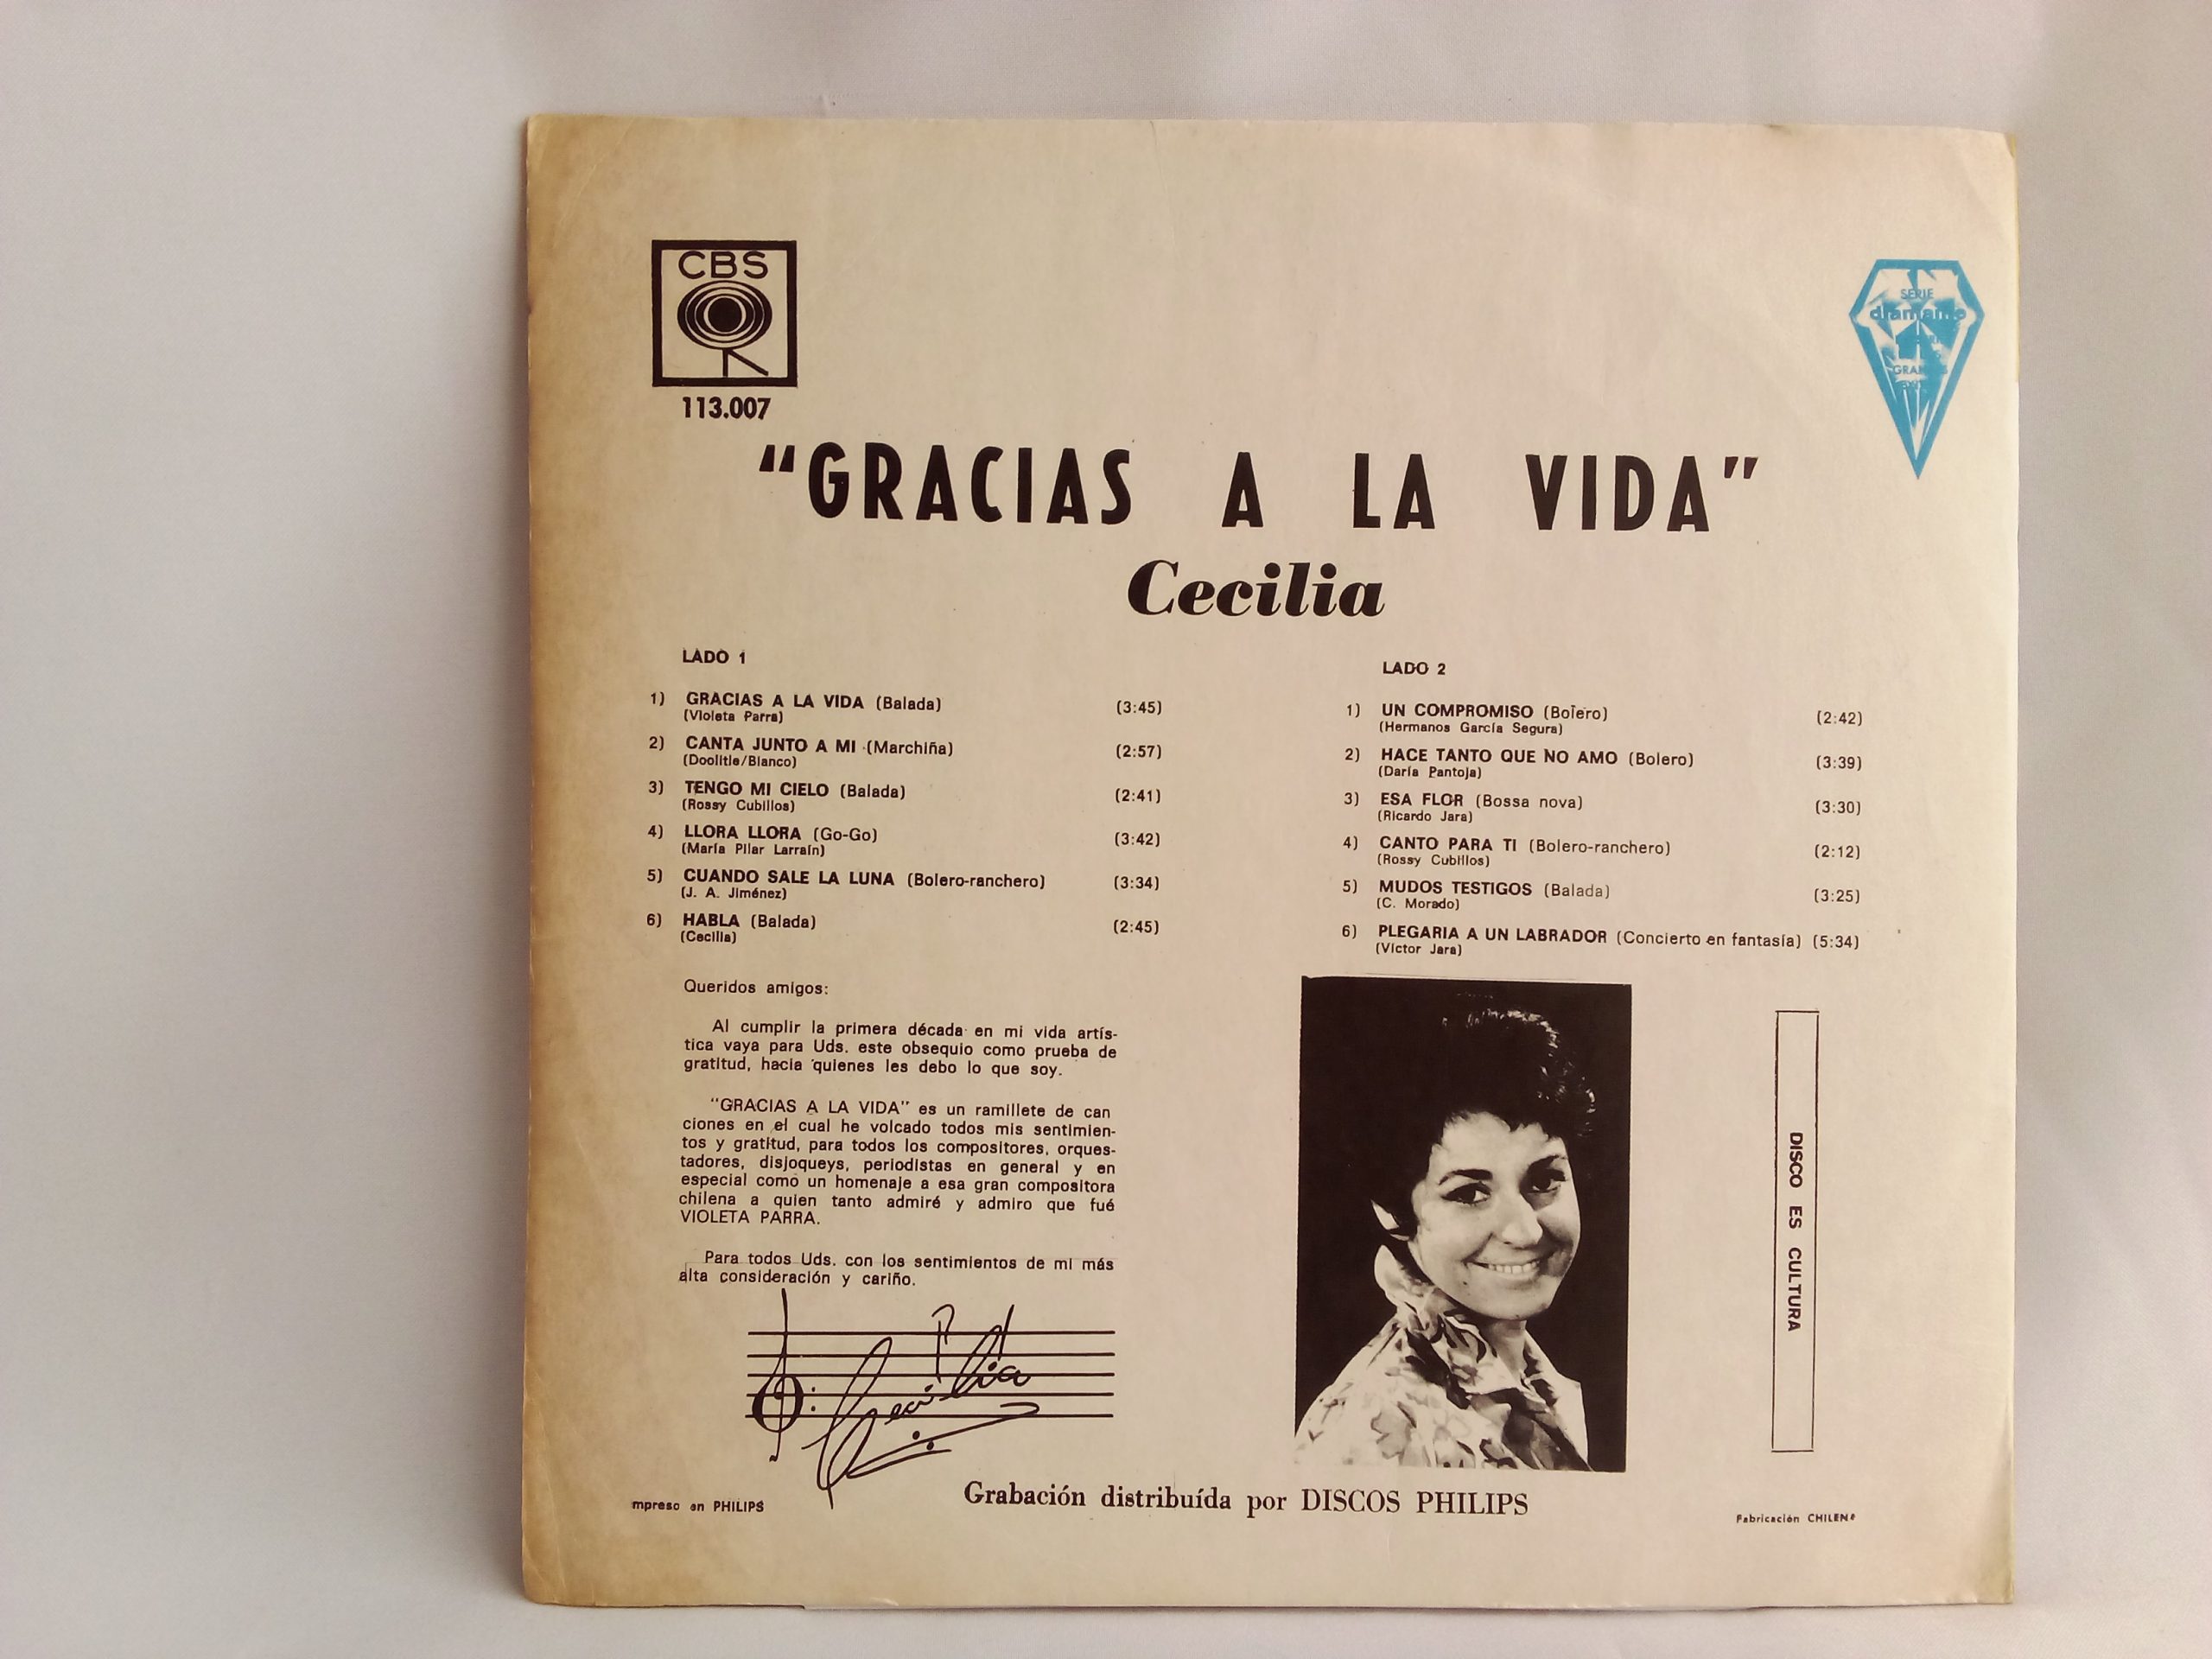 CBS
113.007
SERIE
diamante
"GRACIAS A LA VIDA"
Cecilia
LADO 1
1) GRACIAS A LA VIDA (Balada) (3:45)
(Violeta Parra)
2) CANTA JUNTO A MI (Marchiña) (2:57)
(Doolitle/Blanco)
3) TENGO MI CIELO (Balada) (2:41)
(Rossy Cubillos)
4) LLORA LLORA (Go-Go) (3:42)
(María Pilar Larraín)
5) CUANDO SALE LA LUNA (Bolero-ranchero) (3:34)
(J. A. Jiménez)
6) HABLA (Balada) (2:45)
(Cecilia)
LADO 2
1) UN COMPROMISO (Bolero) (2:42)
(Hermanos García Segura)
2) HACE TANTO QUE NO AMO (Bolero) (3:39)
(Daría Pantoja)
3) ESA FLOR (Bossa nova) (3:30)
(Ricardo Jara)
4) CANTO PARA TI (Bolero-ranchero) (2:12)
(Rossy Cubillos)
5) MUDOS TESTIGOS (Balada) (3:25)
(C. Morado)
6) PLEGARIA A UN LABRADOR (Concierto en fantasía) (5:34)
(Víctor Jara)
Queridos amigos:
Al cumplir la primera década en mi vida artís-
tica vaya para Uds. este obsequio como prueba de
gratitud, hacia quienes les debo lo que soy.
"GRACIAS A LA VIDA" es un ramillete de can
ciones en el cual he volcado todos mis sentimien-
tos y gratitud, para todos los compositores, orques-
tadores, disjoqueys, periodistas en general y en
especial como un homenaje a esa gran compositora
chilena a quien tanto admiré y admiro que fué
VIOLETA PARRA.
Para todos Uds. con los sentimientos de mi más
alta consideración y cariño.
Cecilia
DISCO ES CULTURA
mpreso en PHILIPS
Grabación distribuída por DISCOS PHILIPS
Fabricación CHILENA